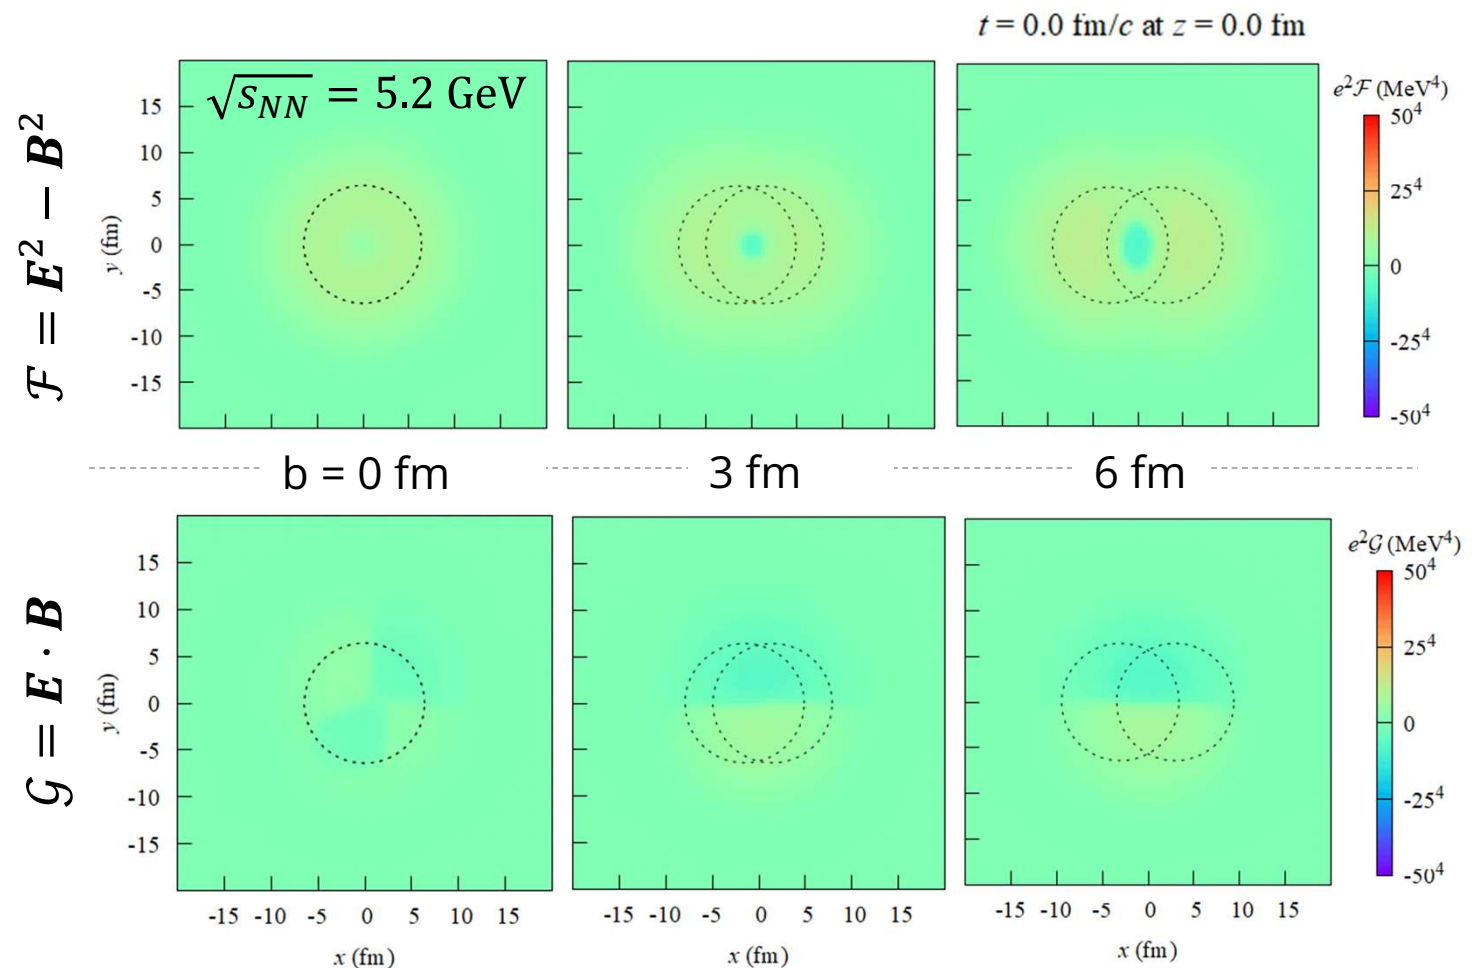 t = 0.0 fm/c at z = 0.0 fm
ℱ = E² − B²
√s_NN = 5.2 GeV
e²ℱ (MeV⁴)
50⁴
25⁴
0
-25⁴
-50⁴
y (fm)
15
10
5
0
-5
-10
-15
b = 0 fm
3 fm
6 fm
𝒢 = E · B
e²𝒢 (MeV⁴)
50⁴
25⁴
0
-25⁴
-50⁴
y (fm)
15
10
5
0
-5
-10
-15
-15 -10 -5 0 5 10 15
-15 -10 -5 0 5 10 15
-15 -10 -5 0 5 10 15
x (fm)
x (fm)
x (fm)